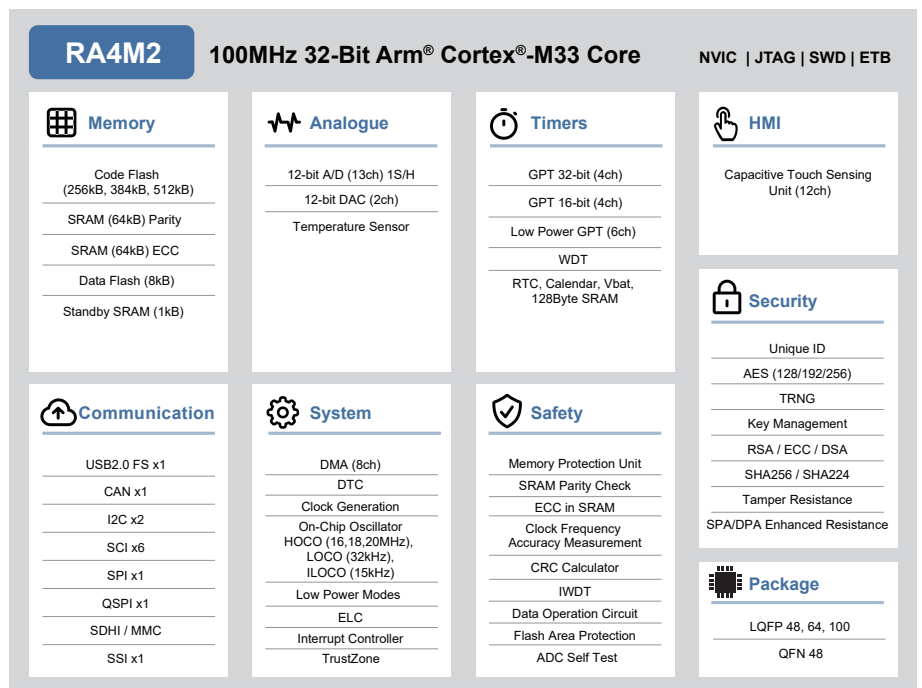 RA4M2
100MHz 32-Bit Arm® Cortex®-M33 Core
NVIC | JTAG | SWD | ETB
Memory
Code Flash
(256kB, 384kB, 512kB)
SRAM (64kB) Parity
SRAM (64kB) ECC
Data Flash (8kB)
Standby SRAM (1kB)
Analogue
12-bit A/D (13ch) 1S/H
12-bit DAC (2ch)
Temperature Sensor
Timers
GPT 32-bit (4ch)
GPT 16-bit (4ch)
Low Power GPT (6ch)
WDT
RTC, Calendar, Vbat,
128Byte SRAM
HMI
Capacitive Touch Sensing
Unit (12ch)
Communication
USB2.0 FS x1
CAN x1
I2C x2
SCI x6
SPI x1
QSPI x1
SDHI / MMC
SSI x1
System
DMA (8ch)
DTC
Clock Generation
On-Chip Oscillator
HOCO (16,18,20MHz),
LOCO (32kHz),
ILOCO (15kHz)
Low Power Modes
ELC
Interrupt Controller
TrustZone
Safety
Memory Protection Unit
SRAM Parity Check
ECC in SRAM
Clock Frequency
Accuracy Measurement
CRC Calculator
IWDT
Data Operation Circuit
Flash Area Protection
ADC Self Test
Security
Unique ID
AES (128/192/256)
TRNG
Key Management
RSA / ECC / DSA
SHA256 / SHA224
Tamper Resistance
SPA/DPA Enhanced Resistance
Package
LQFP 48, 64, 100
QFN 48